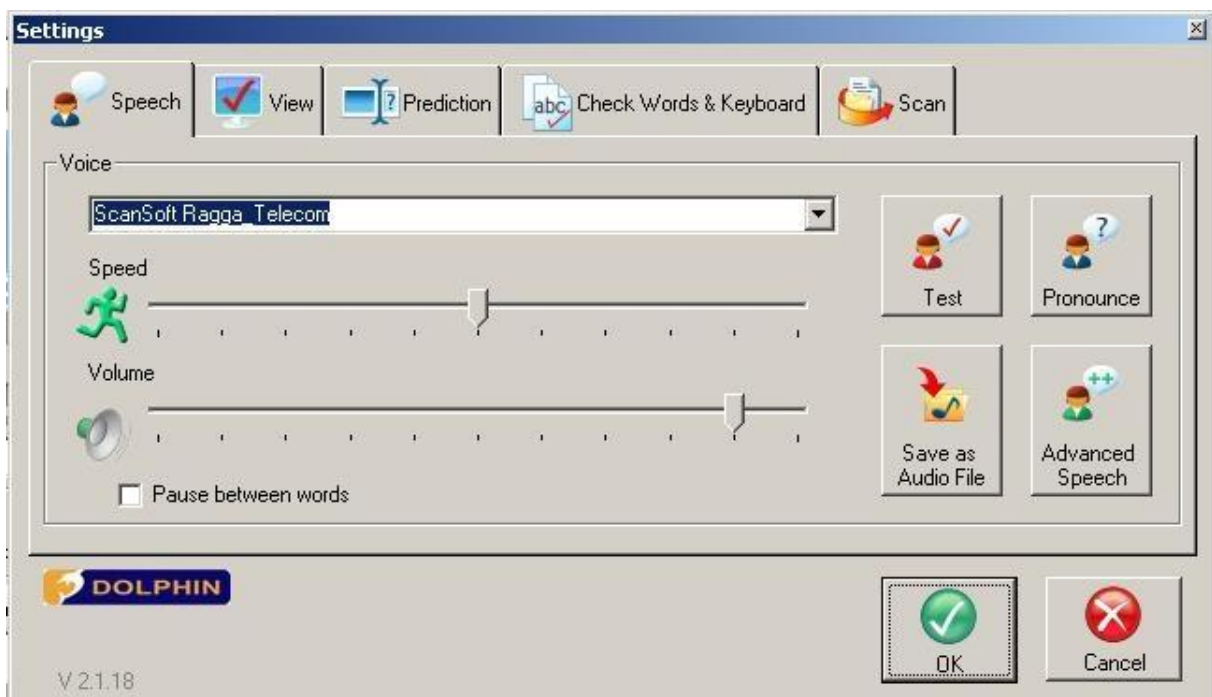 Settings
Speech View Prediction Check Words & Keyboard Scan
Voice
ScanSoft Ragga_Telecom
Speed
Test Pronounce
Volume
Save as Audio File
Advanced Speech
Pause between words
DOLPHIN
OK Cancel
V 2.1.18